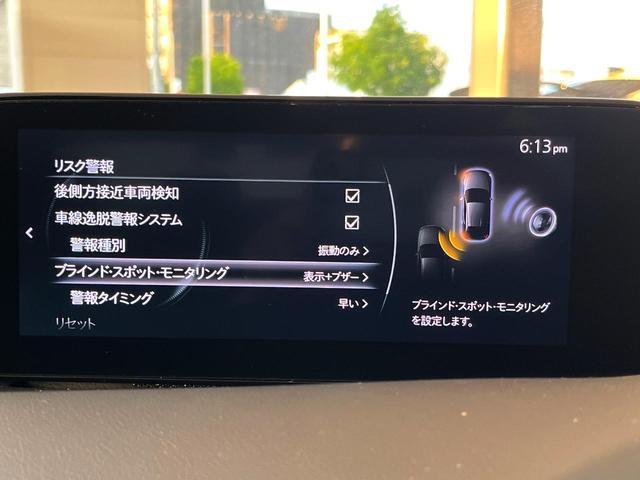 6:13pm
リスク警報
後側方接近車両検知
車線逸脱警報システム
警報種別 振動のみ
ブラインド・スポット・モニタリング 表示+ブザー
警報タイミング 早い
リセット
ブラインド・スポット・モニタリング
を設定します。